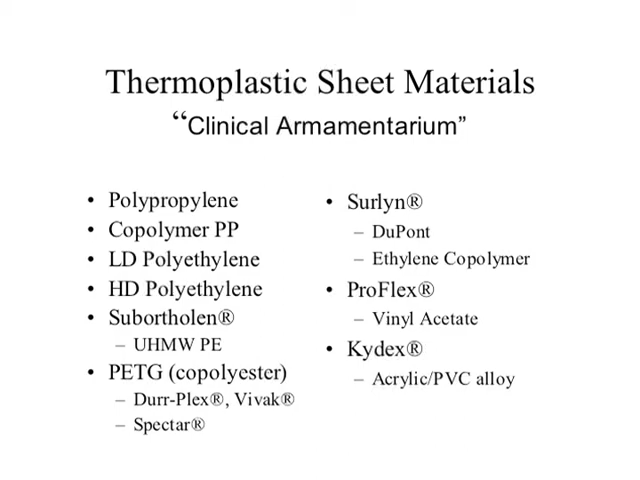 Thermoplastic Sheet Materials
“Clinical Armamentarium”
• Polypropylene
• Copolymer PP
• LD Polyethylene
• HD Polyethylene
• Subortholen®
– UHMW PE
• PETG (copolyester)
– Durr-Plex®, Vivak®
– Spectar®
• Surlyn®
– DuPont
– Ethylene Copolymer
• ProFlex®
– Vinyl Acetate
• Kydex®
– Acrylic/PVC alloy